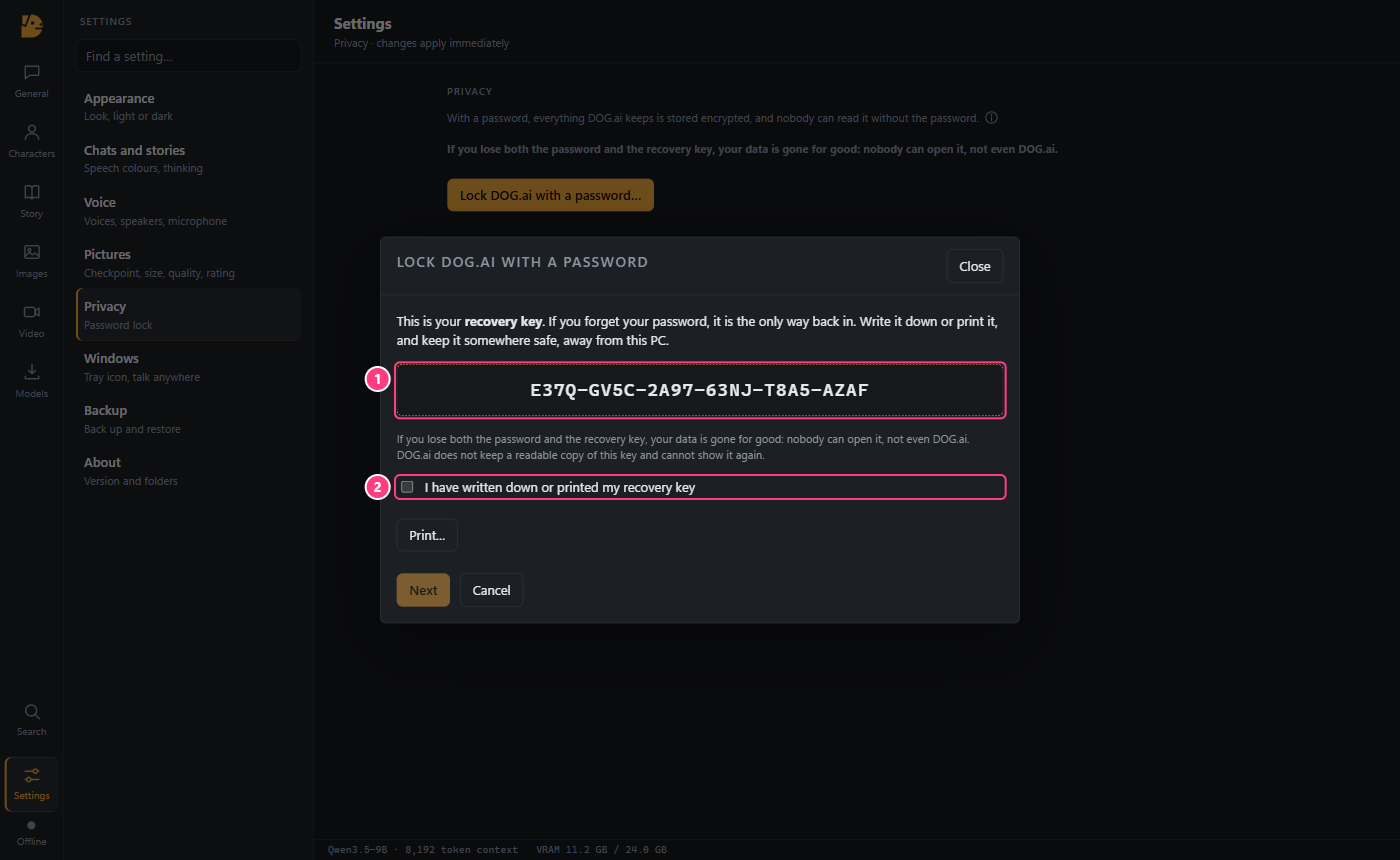 SETTINGS
Find a setting...
General
Characters
Story
Images
Video
Models
Search
Settings
Offline
Appearance
Look, light or dark
Chats and stories
Speech colours, thinking
Voice
Voices, speakers, microphone
Pictures
Checkpoint, size, quality, rating
Privacy
Password lock
Windows
Tray icon, talk anywhere
Backup
Back up and restore
About
Version and folders
Settings
Privacy · changes apply immediately
PRIVACY
With a password, everything DOG.ai keeps is stored encrypted, and nobody can read it without the password.
If you lose both the password and the recovery key, your data is gone for good: nobody can open it, not even DOG.ai.
Lock DOG.ai with a password...
LOCK DOG.AI WITH A PASSWORD
Close
This is your recovery key. If you forget your password, it is the only way back in. Write it down or print it,
and keep it somewhere safe, away from this PC.
1
E37Q-GV5C-2A97-63NJ-T8A5-AZAF
If you lose both the password and the recovery key, your data is gone for good: nobody can open it, not even DOG.ai.
DOG.ai does not keep a readable copy of this key and cannot show it again.
2
I have written down or printed my recovery key
Print...
Next
Cancel
Qwen3.5-9B · 8,192 token context
VRAM 11.2 GB / 24.0 GB